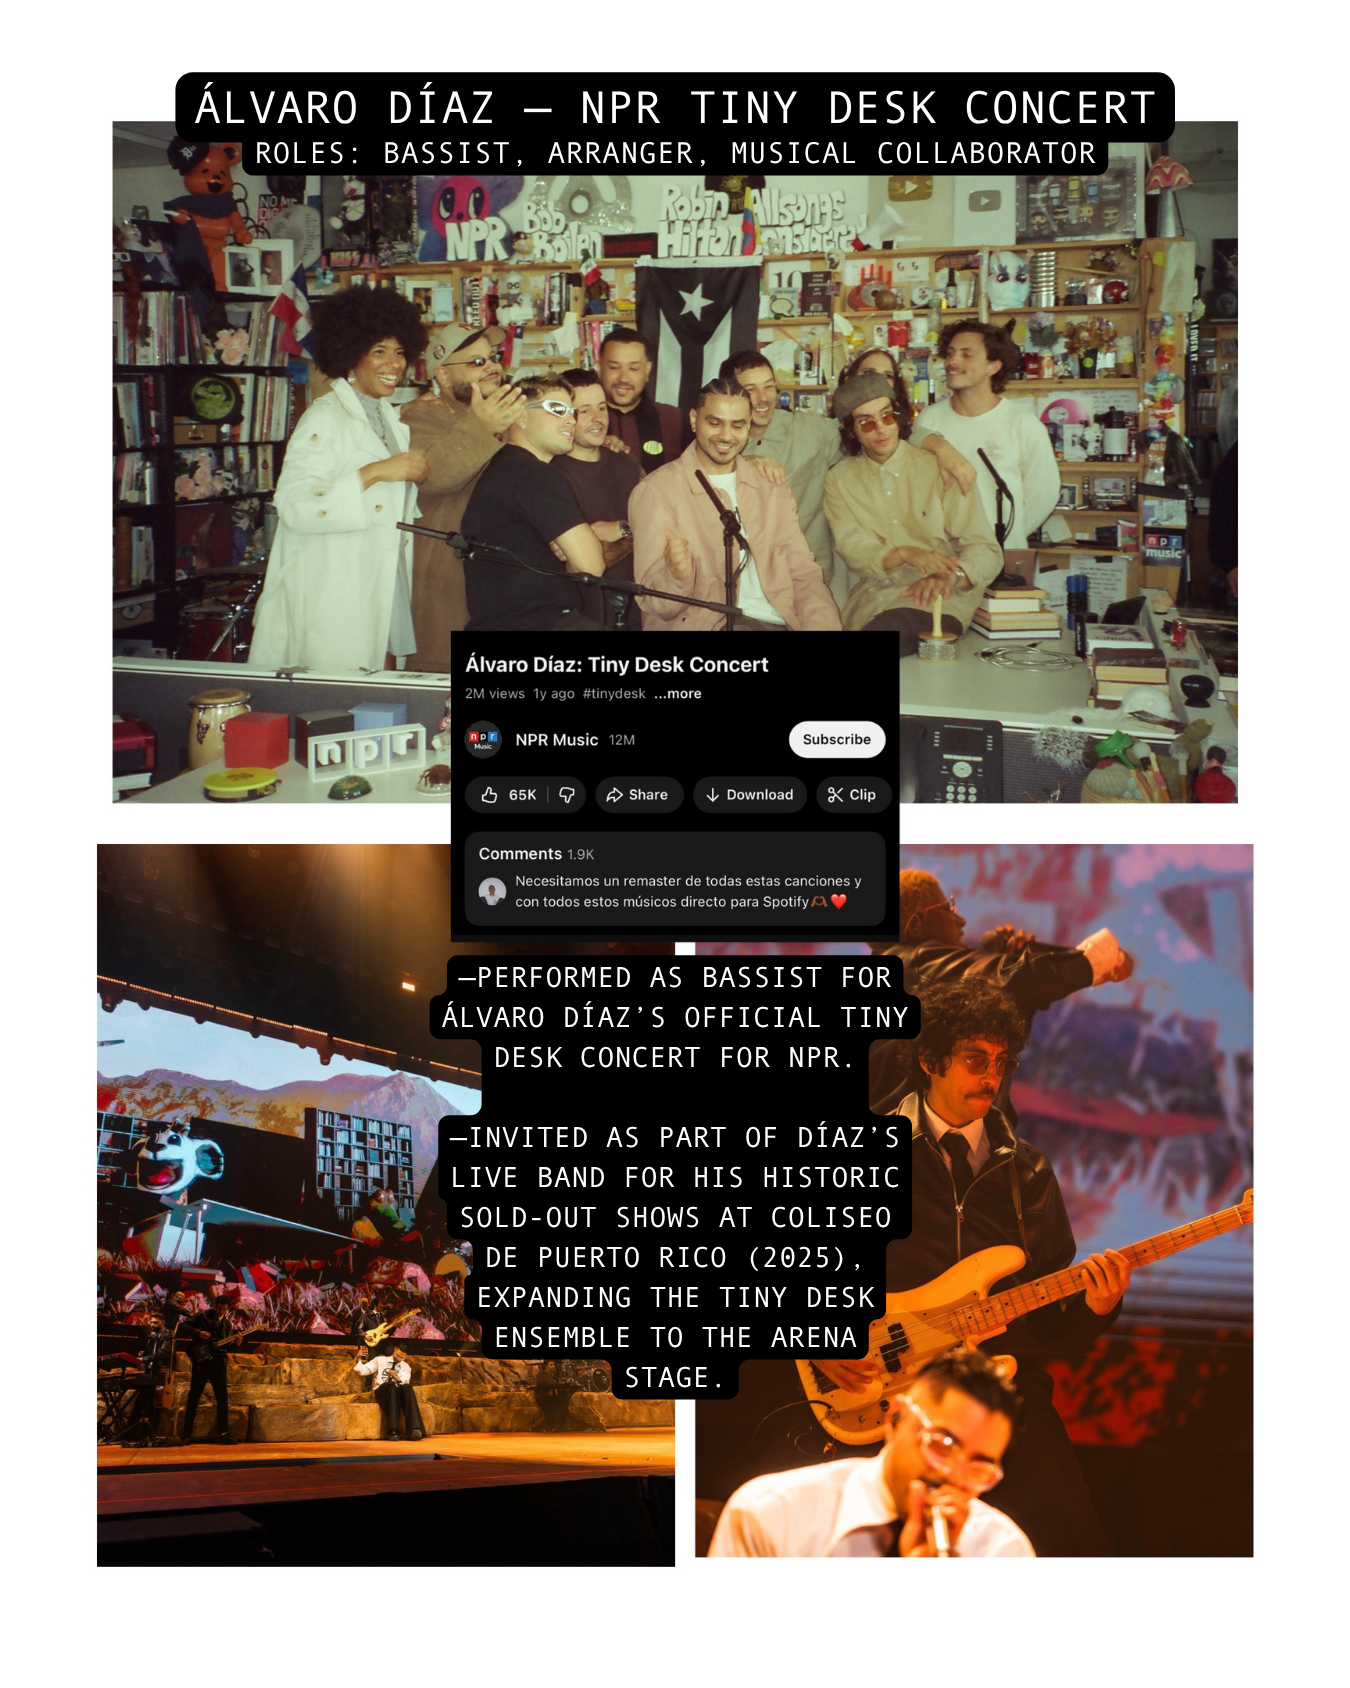 ÁLVARO DÍAZ — NPR TINY DESK CONCERT
ROLES: BASSIST, ARRANGER, MUSICAL COLLABORATOR
NPR
Bob Boilen
Robin Hilton
Allsongs
10
npr music
npr
Álvaro Díaz: Tiny Desk Concert
2M views 1y ago #tinydesk ...more
npr Music
NPR Music 12M
Subscribe
65K Share Download Clip
Comments 1.9K
Necesitamos un remaster de todas estas canciones y
con todos estos músicos directo para Spotify🫶🏾❤️
—PERFORMED AS BASSIST FOR
ÁLVARO DÍAZ’S OFFICIAL TINY
DESK CONCERT FOR NPR.
—INVITED AS PART OF DÍAZ’S
LIVE BAND FOR HIS HISTORIC
SOLD-OUT SHOWS AT COLISEO
DE PUERTO RICO (2025),
EXPANDING THE TINY DESK
ENSEMBLE TO THE ARENA
STAGE.